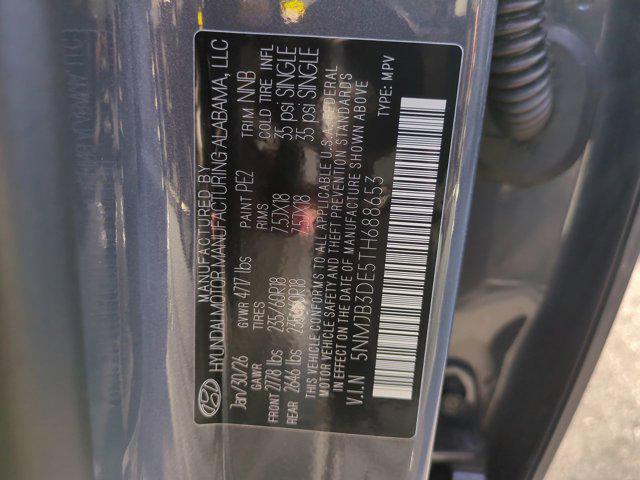 MANUFACTURED BY
HYUNDAI MOTOR MANUFACTURING ALABAMA, LLC
Jan/30/26 GVWR 4717 lbs PAINT PE2 TRIM NNB
GAWR TIRES RIMS COLD TIRE INFL
FRONT 2778 lbs 235/60R18 7.5JX18 35 psi SINGLE
REAR 2646 lbs 235/60R18 7.5JX18 35 psi SINGLE
THIS VEHICLE CONFORMS TO ALL APPLICABLE U.S.A. FEDERAL
MOTOR VEHICLE SAFETY AND THEFT PREVENTION STANDARDS
IN EFFECT ON THE DATE OF MANUFACTURE
V.I.N 5NMJB3DE5TH688653 TYPE: MPV